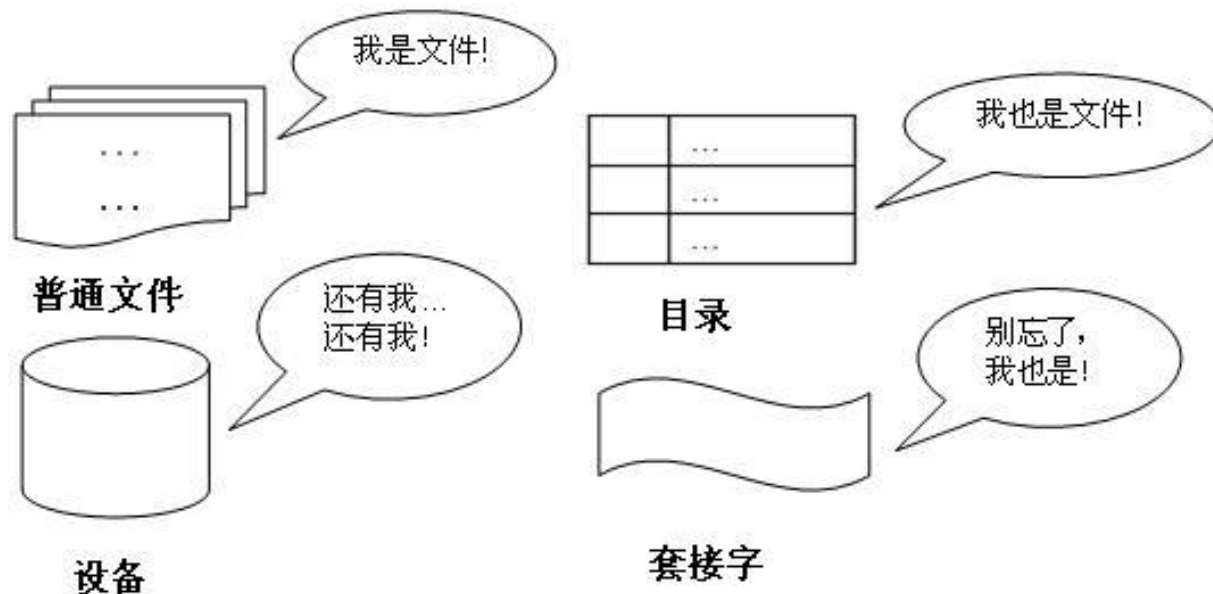 我是文件!
...
...
普通文件
我也是文件!
...
...
...
目录
还有我...
还有我!
设备
别忘了,
我也是!
套接字